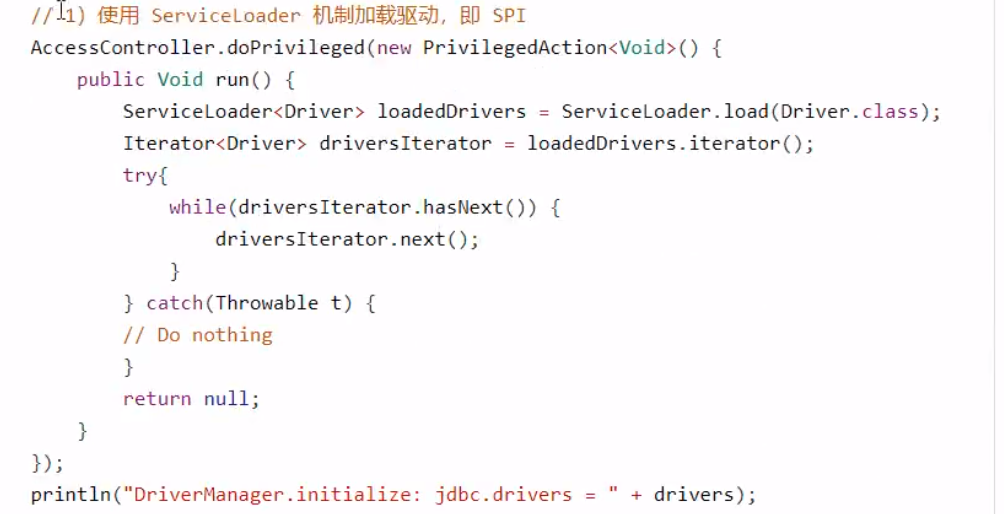 // 1) 使用 ServiceLoader 机制加载驱动，即 SPI
AccessController.doPrivileged(new PrivilegedAction<Void>() {
    public Void run() {
        ServiceLoader<Driver> loadedDrivers = ServiceLoader.load(Driver.class);
        Iterator<Driver> driversIterator = loadedDrivers.iterator();
        try{
            while(driversIterator.hasNext()) {
                driversIterator.next();
            }
        } catch(Throwable t) {
        // Do nothing
        }
        return null;
    }
});
println("DriverManager.initialize: jdbc.drivers = " + drivers);